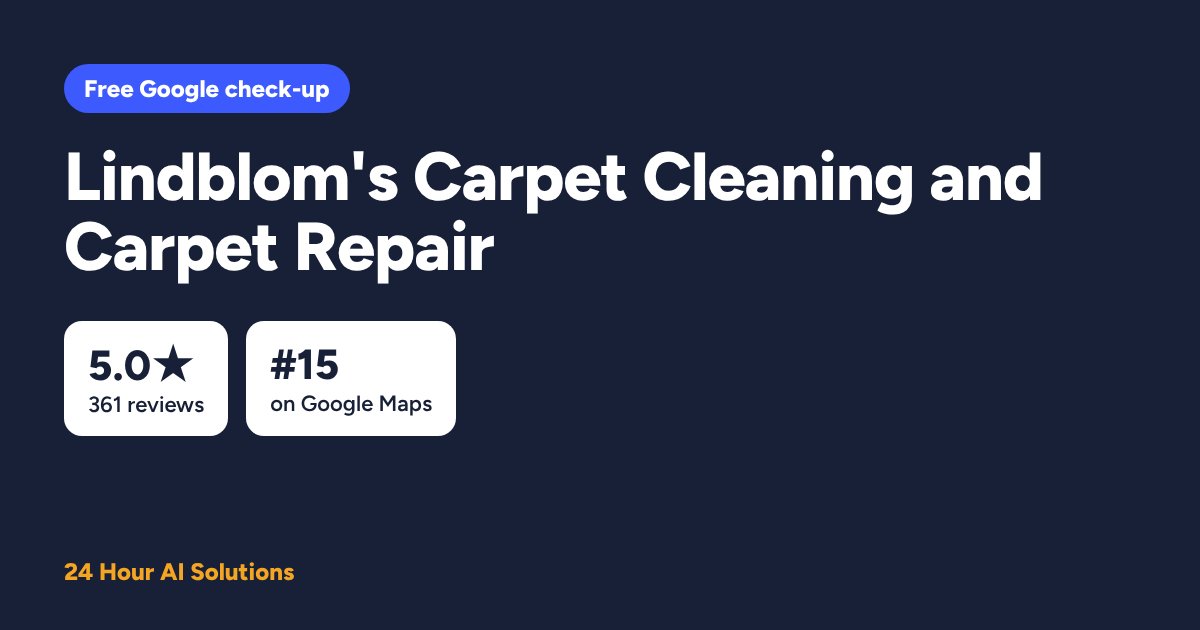 Free Google check-up
Lindblom's Carpet Cleaning and
Carpet Repair
5.0★
361 reviews
#15
on Google Maps
24 Hour AI Solutions